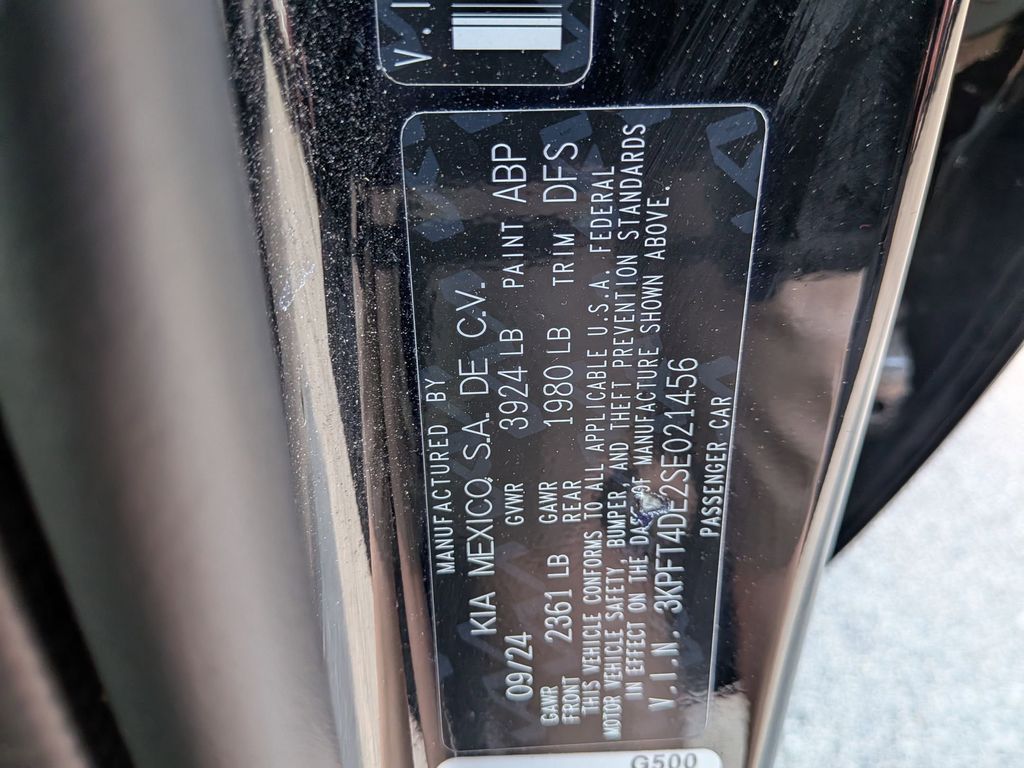 V.I
MANUFACTURED BY
KIA MEXICO, S.A. DE C.V.
09/24 GVWR 3924 LB PAINT ABP
GAWR FRONT 2361 LB GAWR REAR 1980 LB TRIM DFS
THIS VEHICLE CONFORMS TO ALL APPLICABLE U.S.A. FEDERAL
MOTOR VEHICLE SAFETY, BUMPER AND THEFT PREVENTION STANDARDS
IN EFFECT ON THE DATE OF MANUFACTURE SHOWN ABOVE.
V.I.N. 3KPFT4DE2SE021456
PASSENGER CAR
G500